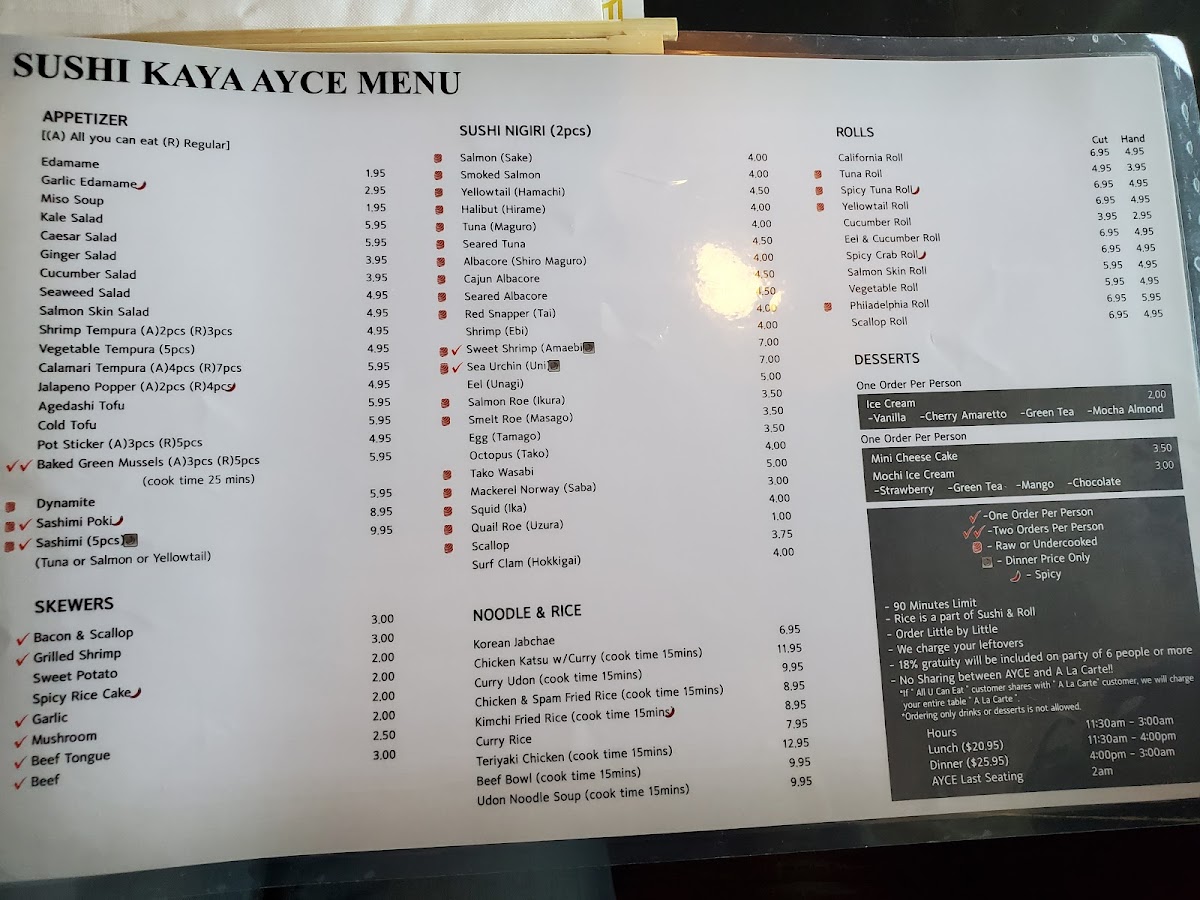 SUSHI KAYA AYCE MENU
APPETIZER
[(A) All you can eat (R) Regular]
Edamame 1.95
Garlic Edamame 2.95
Miso Soup 1.95
Kale Salad 5.95
Caesar Salad 5.95
Ginger Salad 3.95
Cucumber Salad 3.95
Seaweed Salad 4.95
Salmon Skin Salad 4.95
Shrimp Tempura (A)2pcs (R)3pcs 4.95
Vegetable Tempura (5pcs) 4.95
Calamari Tempura (A)4pcs (R)7pcs 5.95
Jalapeno Popper (A)2pcs (R)4pcs 4.95
Agedashi Tofu 5.95
Cold Tofu 5.95
Pot Sticker (A)3pcs (R)5pcs 4.95
✓✓ Baked Green Mussels (A)3pcs (R)5pcs 5.95
(cook time 25 mins)
Dynamite 5.95
✓ Sashimi Poki 8.95
✓ Sashimi (5pcs) 9.95
(Tuna or Salmon or Yellowtail)
SKEWERS
✓ Bacon & Scallop 3.00
✓ Grilled Shrimp 3.00
Sweet Potato 2.00
Spicy Rice Cake 2.00
✓ Garlic 2.00
✓ Mushroom 2.00
✓ Beef Tongue 2.50
✓ Beef 3.00
SUSHI NIGIRI (2pcs)
Salmon (Sake) 4.00
Smoked Salmon 4.00
Yellowtail (Hamachi) 4.50
Halibut (Hirame) 4.00
Tuna (Maguro) 4.00
Seared Tuna 4.50
Albacore (Shiro Maguro) 4.00
Cajun Albacore 4.50
Seared Albacore 4.50
Red Snapper (Tai) 4.00
Shrimp (Ebi) 4.00
✓ Sweet Shrimp (Amaebi) 7.00
✓ Sea Urchin (Uni) 7.00
Eel (Unagi) 5.00
Salmon Roe (Ikura) 3.50
Smelt Roe (Masago) 3.50
Egg (Tamago) 3.50
Octopus (Tako) 4.00
Tako Wasabi 5.00
Mackerel Norway (Saba) 3.00
Squid (Ika) 4.00
Quail Roe (Uzura) 1.00
Scallop 3.75
Surf Clam (Hokkigai) 4.00
NOODLE & RICE
Korean Jabchae 6.95
Chicken Katsu w/Curry (cook time 15mins) 11.95
Curry Udon (cook time 15mins) 9.95
Chicken & Spam Fried Rice (cook time 15mins) 8.95
Kimchi Fried Rice (cook time 15mins) 8.95
Curry Rice 7.95
Teriyaki Chicken (cook time 15mins) 12.95
Beef Bowl (cook time 15mins) 9.95
Udon Noodle Soup (cook time 15mins) 9.95
ROLLS
Cut Hand
California Roll 6.95 4.95
Tuna Roll 4.95 3.95
Spicy Tuna Roll 6.95 4.95
Yellowtail Roll 6.95 4.95
Cucumber Roll 3.95 2.95
Eel & Cucumber Roll 6.95 4.95
Spicy Crab Roll 6.95 4.95
Salmon Skin Roll 5.95 4.95
Vegetable Roll 5.95 4.95
Philadelphia Roll 6.95 5.95
Scallop Roll 6.95 4.95
DESSERTS
One Order Per Person
Ice Cream 2.00
-Vanilla -Cherry Amaretto -Green Tea -Mocha Almond
One Order Per Person
Mini Cheese Cake 3.50
Mochi Ice Cream 3.00
-Strawberry -Green Tea -Mango -Chocolate
✓ -One Order Per Person
✓✓ -Two Orders Per Person
- Raw or Undercooked
- Dinner Price Only
- Spicy
- 90 Minutes Limit
- Rice is a part of Sushi & Roll
- Order Little by Little
- We charge your leftovers
- 18% gratuity will be included on party of 6 people or more
- No Sharing between AYCE and A La Carte!!
*If " All U Can Eat " customer shares with " A La Carte" customer, we will charge
your entire table " A La Carte ".
*Ordering only drinks or desserts is not allowed.
Hours 11:30am - 3:00am
Lunch ($20.95) 11:30am - 4:00pm
Dinner ($25.95) 4:00pm - 3:00am
AYCE Last Seating 2am